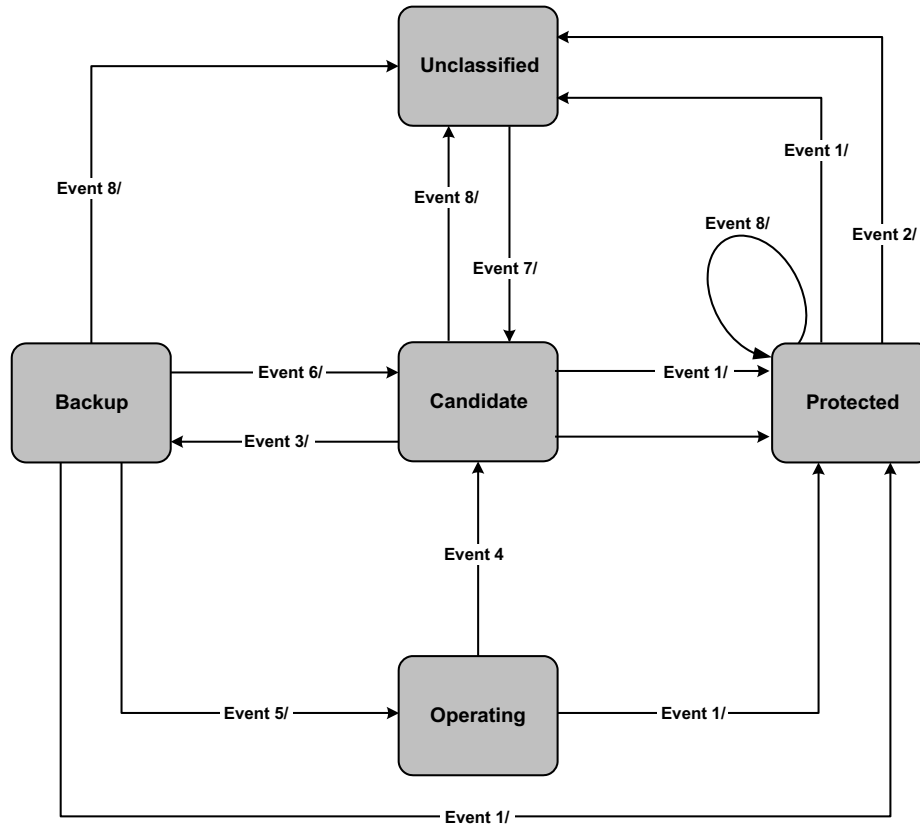 Unclassified
Event 1/
Event 8/
Event 8/
Event 8/
Event 2/
Event 7/
Event 6/
Event 1/
Backup
Candidate
Protected
Event 3/
Event 4
Event 5/
Operating
Event 1/
Event 1/